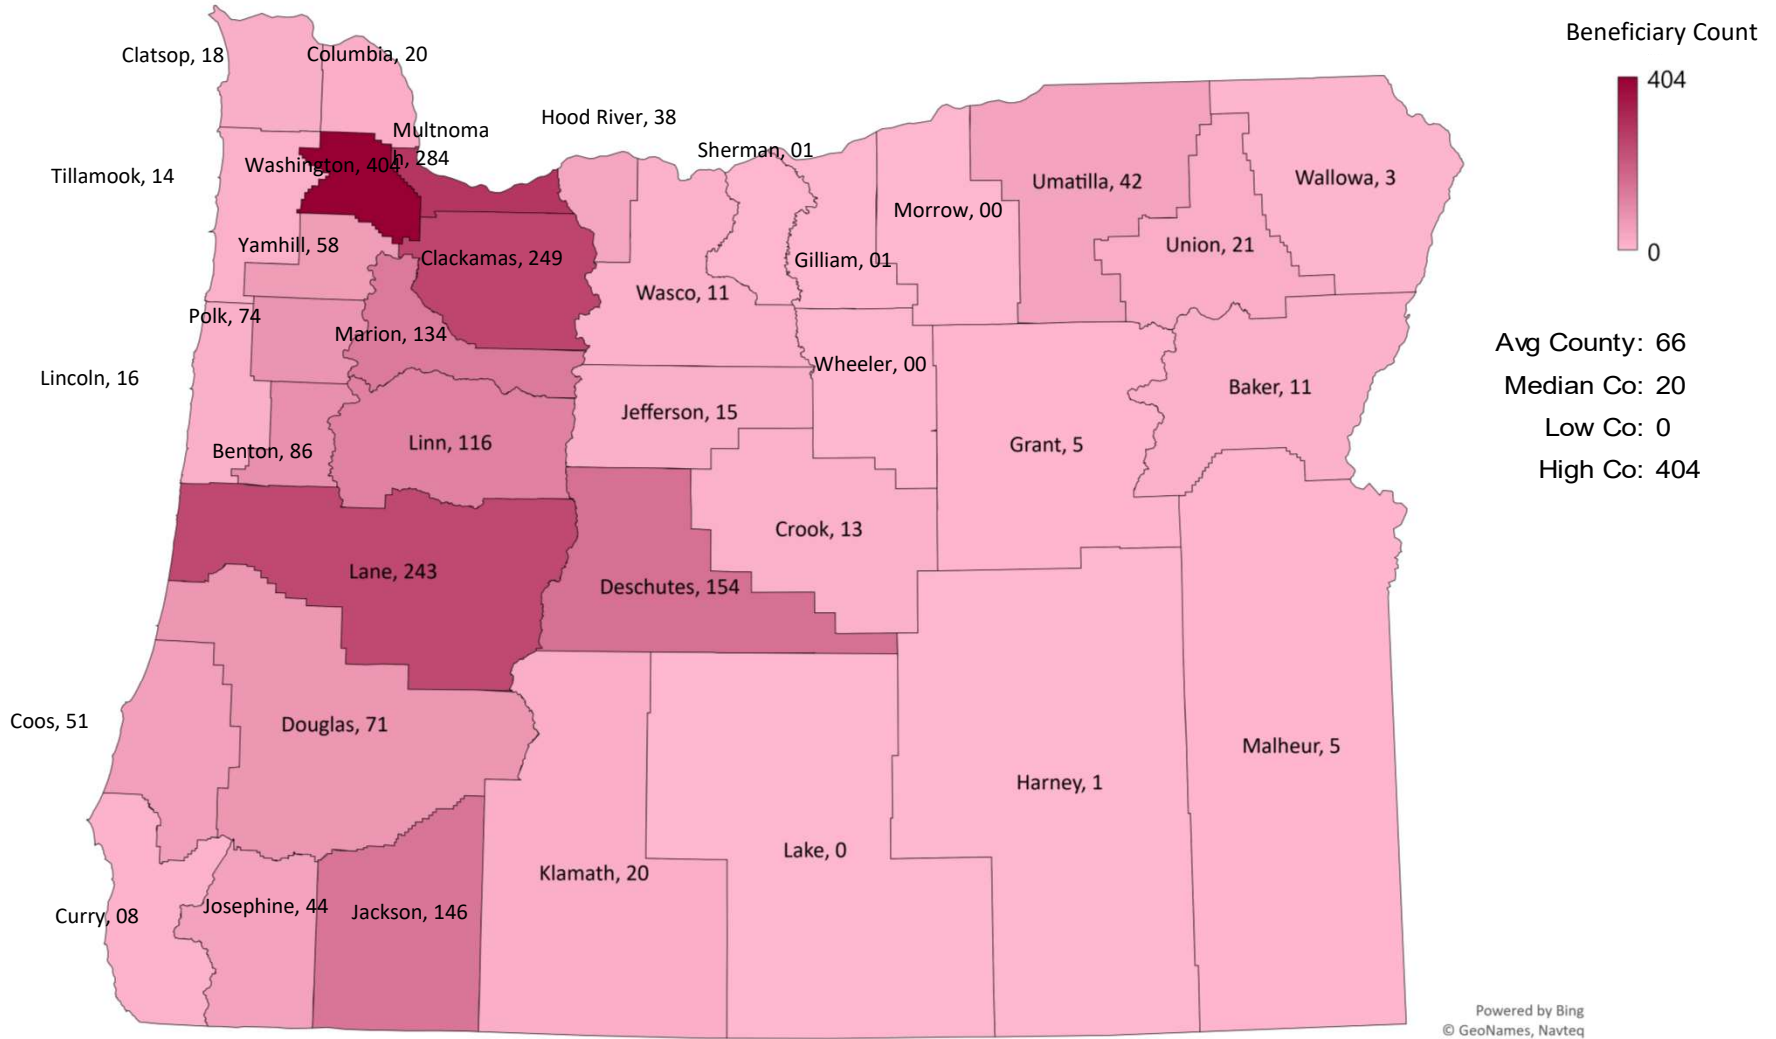 Beneficiary Count
404
0
Clatsop, 18
Columbia, 20
Hood River, 38
Multnoma
h, 284
Sherman, 01
Washington, 404
Tillamook, 14
Umatilla, 42
Wallowa, 3
Morrow, 00
Yamhill, 58
Union, 21
Clackamas, 249
Gilliam, 01
Wasco, 11
Polk, 74
Marion, 134
Wheeler, 00
Lincoln, 16
Baker, 11
Jefferson, 15
Benton, 86
Linn, 116
Grant, 5
Avg County: 66
Median Co: 20
Low Co: 0
High Co: 404
Crook, 13
Lane, 243
Deschutes, 154
Coos, 51
Douglas, 71
Malheur, 5
Harney, 1
Lake, 0
Klamath, 20
Curry, 08
Josephine, 44
Jackson, 146
Powered by Bing
© GeoNames, Navteq